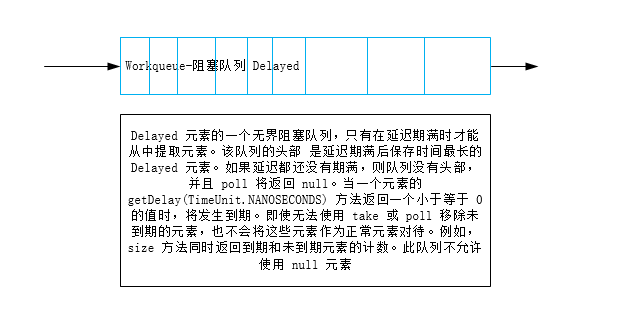 Workqueue-阻塞队列 Delayed
Delayed 元素的一个无界阻塞队列，只有在延迟期满时才能
从中提取元素。该队列的头部 是延迟期满后保存时间最长的
Delayed 元素。如果延迟都还没有期满，则队列没有头部，
并且 poll 将返回 null。当一个元素的
getDelay(TimeUnit.NANOSECONDS) 方法返回一个小于等于 0
的值时，将发生到期。即使无法使用 take 或 poll 移除未
到期的元素，也不会将这些元素作为正常元素对待。例如，
size 方法同时返回到期和未到期元素的计数。此队列不允许
使用 null 元素